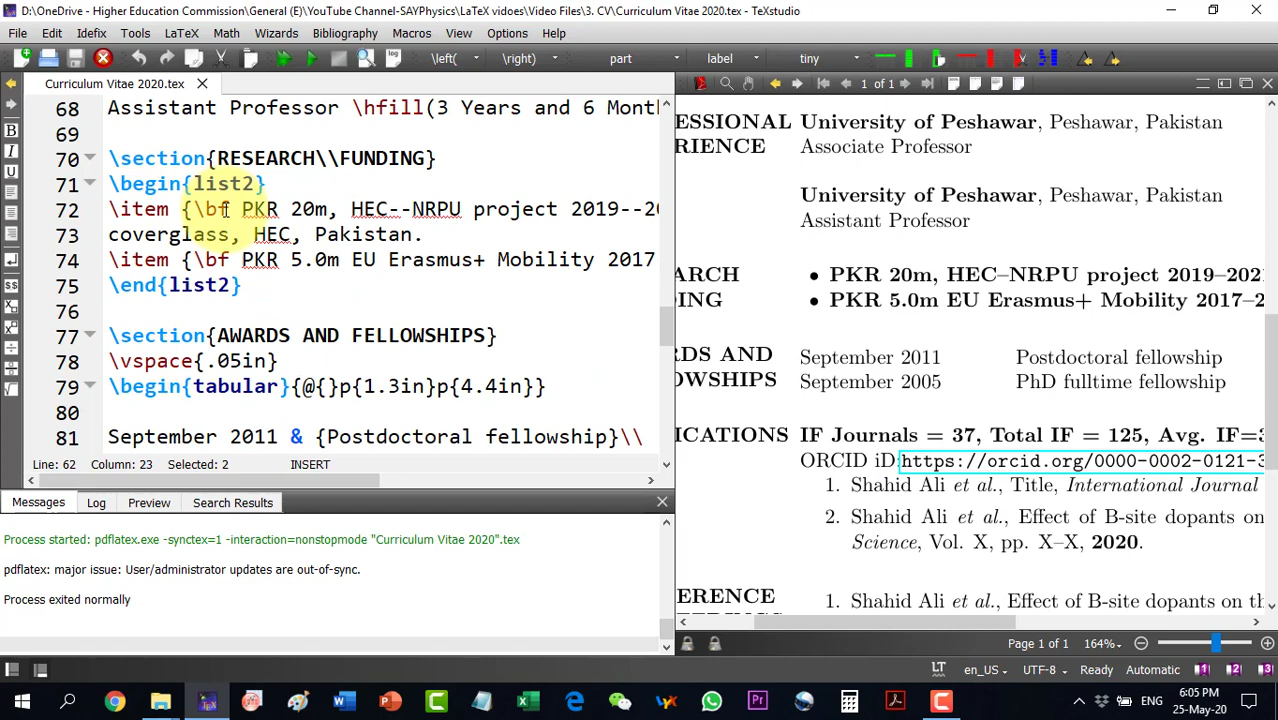 D:\OneDrive - Higher Education Commission\General (E)\YouTube Channel-SAYPhysics\LaTeX vidoes\Video Files\3. CV\Curriculum Vitae 2020.tex - TeXstudio
File Edit Idefix Tools LaTeX Math Wizards Bibliography Macros View Options Help
\left( \right) part label tiny
Curriculum Vitae 2020.tex
1 of 1
68 Assistant Professor \hfill(3 Years and 6 Month
69
70 \section{RESEARCH\\FUNDING}
71 \begin{list2}
72 \item {\bf PKR 20m, HEC--NRPU project 2019--20
73 coverglass, HEC, Pakistan.
74 \item {\bf PKR 5.0m EU Erasmus+ Mobility 2017
75 \end{list2}
76
77 \section{AWARDS AND FELLOWSHIPS}
78 \vspace{.05in}
79 \begin{tabular}{@{}p{1.3in}p{4.4in}}
80
81 September 2011 & {Postdoctoral fellowship}\\
Line: 62 Column: 23 Selected: 2 INSERT
Messages Log Preview Search Results
Process started: pdflatex.exe -synctex=1 -interaction=nonstopmode "Curriculum Vitae 2020".tex
pdflatex: major issue: User/administrator updates are out-of-sync.
Process exited normally
ESSIONAL University of Peshawar, Peshawar, Pakistan
RIENCE Associate Professor
University of Peshawar, Peshawar, Pakistan
Assistant Professor
ARCH • PKR 20m, HEC–NRPU project 2019–2021
ING • PKR 5.0m EU Erasmus+ Mobility 2017–2
RDS AND September 2011 Postdoctoral fellowship
OWSHIPS September 2005 PhD fulltime fellowship
ICATIONS IF Journals = 37, Total IF = 125, Avg. IF=3
ORCID iD:https://orcid.org/0000-0002-0121-3
1. Shahid Ali et al., Title, International Journal
2. Shahid Ali et al., Effect of B-site dopants on
Science, Vol. X, pp. X–X, 2020.
ERENCE 1. Shahid Ali et al., Effect of B-site dopants on th
Page 1 of 1 164%
en_US UTF-8 Ready Automatic 1 2 3
ENG 6:05 PM
25-May-20